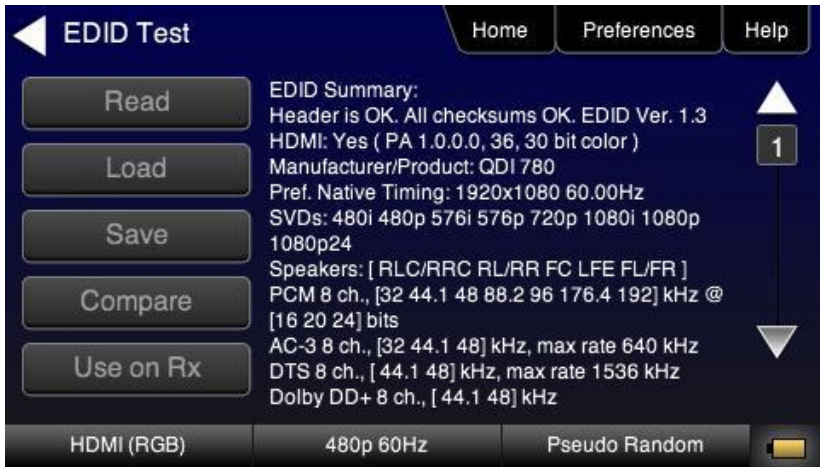 EDID Test
Home
Preferences
Help
Read
Load
Save
Compare
Use on Rx
EDID Summary:
Header is OK. All checksums OK. EDID Ver. 1.3
HDMI: Yes ( PA 1.0.0.0, 36, 30 bit color )
Manufacturer/Product: QDI 780
Pref. Native Timing: 1920x1080 60.00Hz
SVDs: 480i 480p 576i 576p 720p 1080i 1080p
1080p24
Speakers: [ RLC/RRC RL/RR FC LFE FL/FR ]
PCM 8 ch., [32 44.1 48 88.2 96 176.4 192] kHz @
[16 20 24] bits
AC-3 8 ch., [32 44.1 48] kHz, max rate 640 kHz
DTS 8 ch., [ 44.1 48] kHz, max rate 1536 kHz
Dolby DD+ 8 ch., [ 44.1 48] kHz
1
HDMI (RGB)
480p 60Hz
Pseudo Random